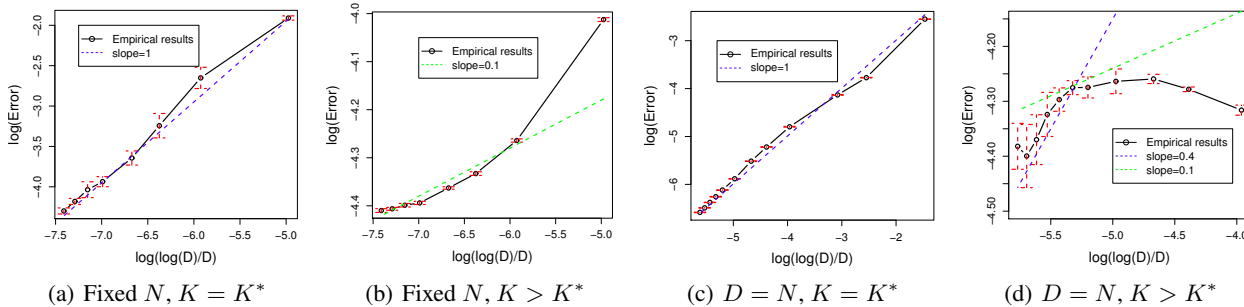 log(Error)
-2.0
-2.5
-3.0
-3.5
-4.0
Empirical results
slope=1
-7.5 -7.0 -6.5 -6.0 -5.5 -5.0
log(log(D)/D)
(a) Fixed N, K = K*
log(Error)
-4.0
-4.1
-4.2
-4.3
-4.4
Empirical results
slope=0.1
-7.5 -7.0 -6.5 -6.0 -5.5 -5.0
log(log(D)/D)
(b) Fixed N, K > K*
log(Error)
-3
-4
-5
-6
Empirical results
slope=1
-5 -4 -3 -2
log(log(D)/D)
(c) D = N, K = K*
log(Error)
-4.20
-4.30
-4.40
-4.50
Empirical results
slope=0.4
slope=0.1
-5.5 -5.0 -4.5 -4.0
log(log(D)/D)
(d) D = N, K > K*